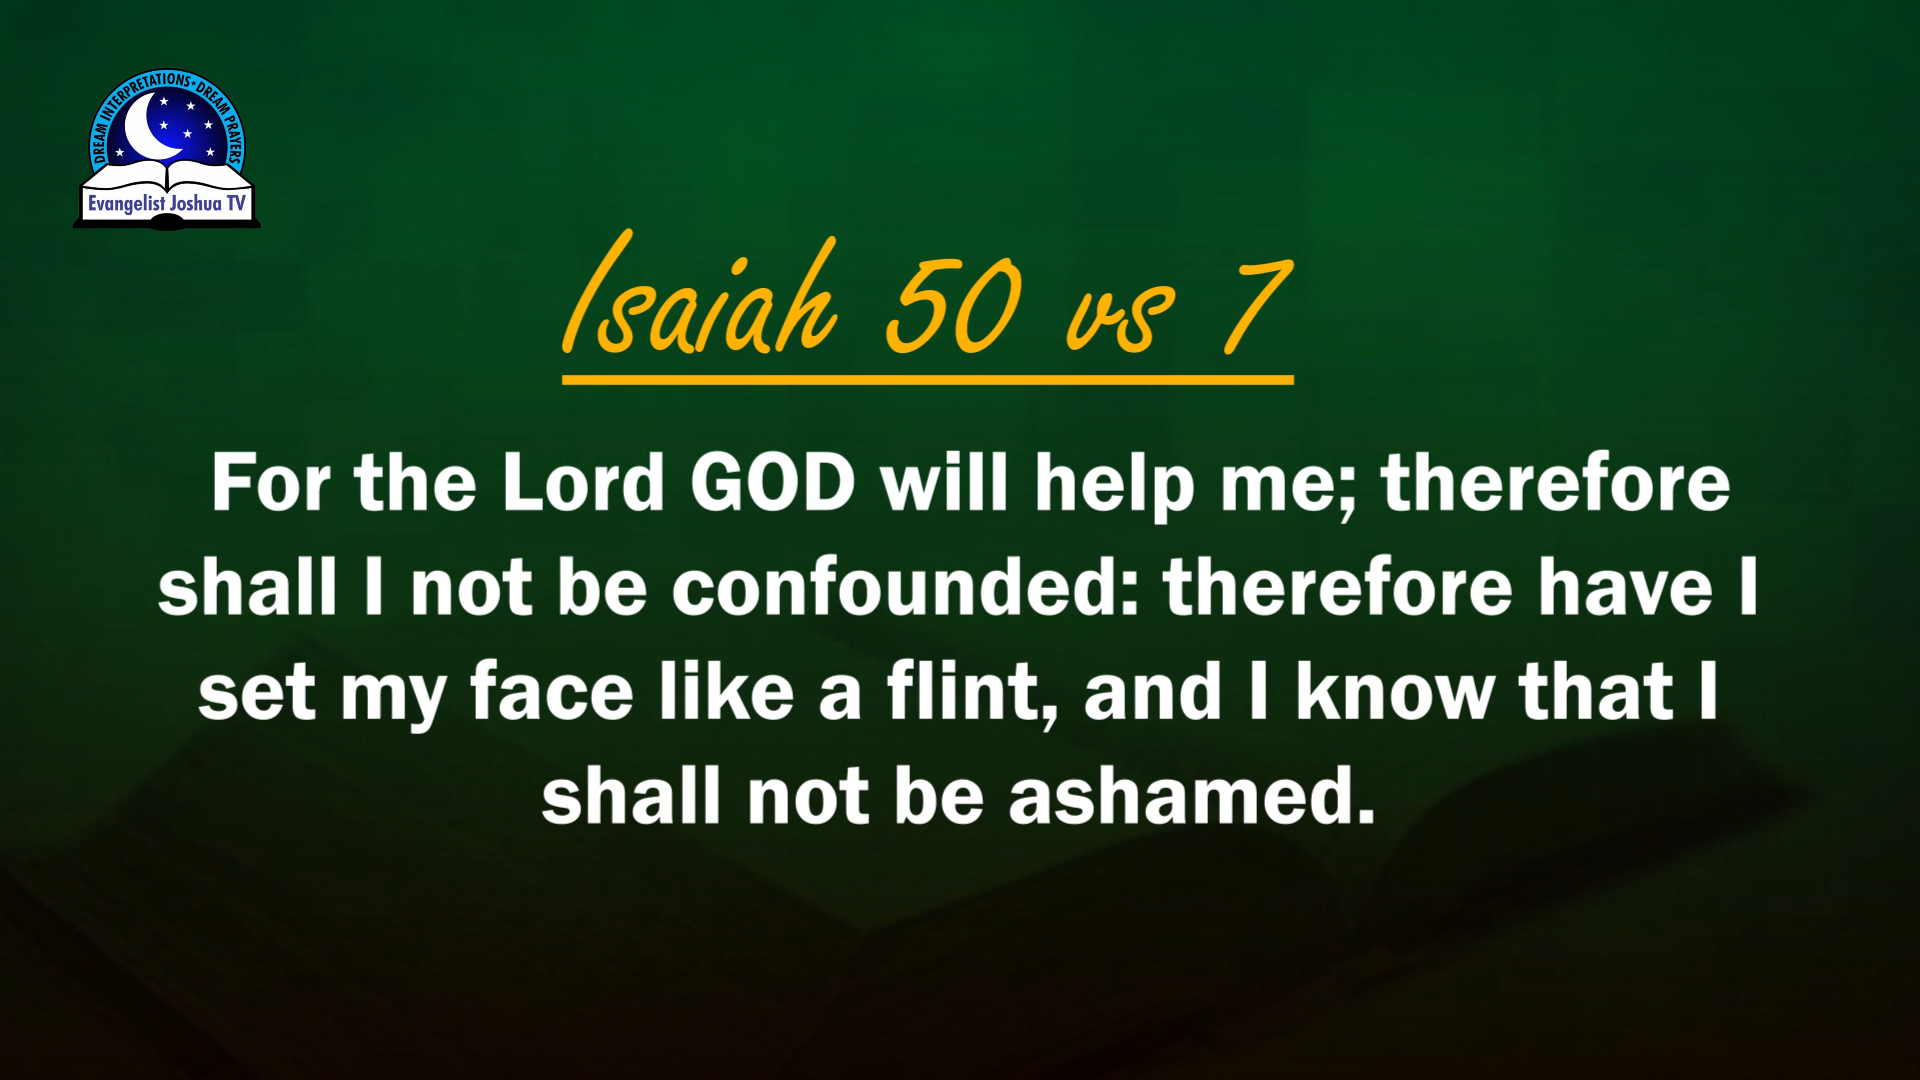 DREAM INTERPRETATIONS • DREAM PRAYERS
Evangelist Joshua TV
Isaiah 50 vs 7
For the Lord GOD will help me; therefore
shall I not be confounded: therefore have I
set my face like a flint, and I know that I
shall not be ashamed.